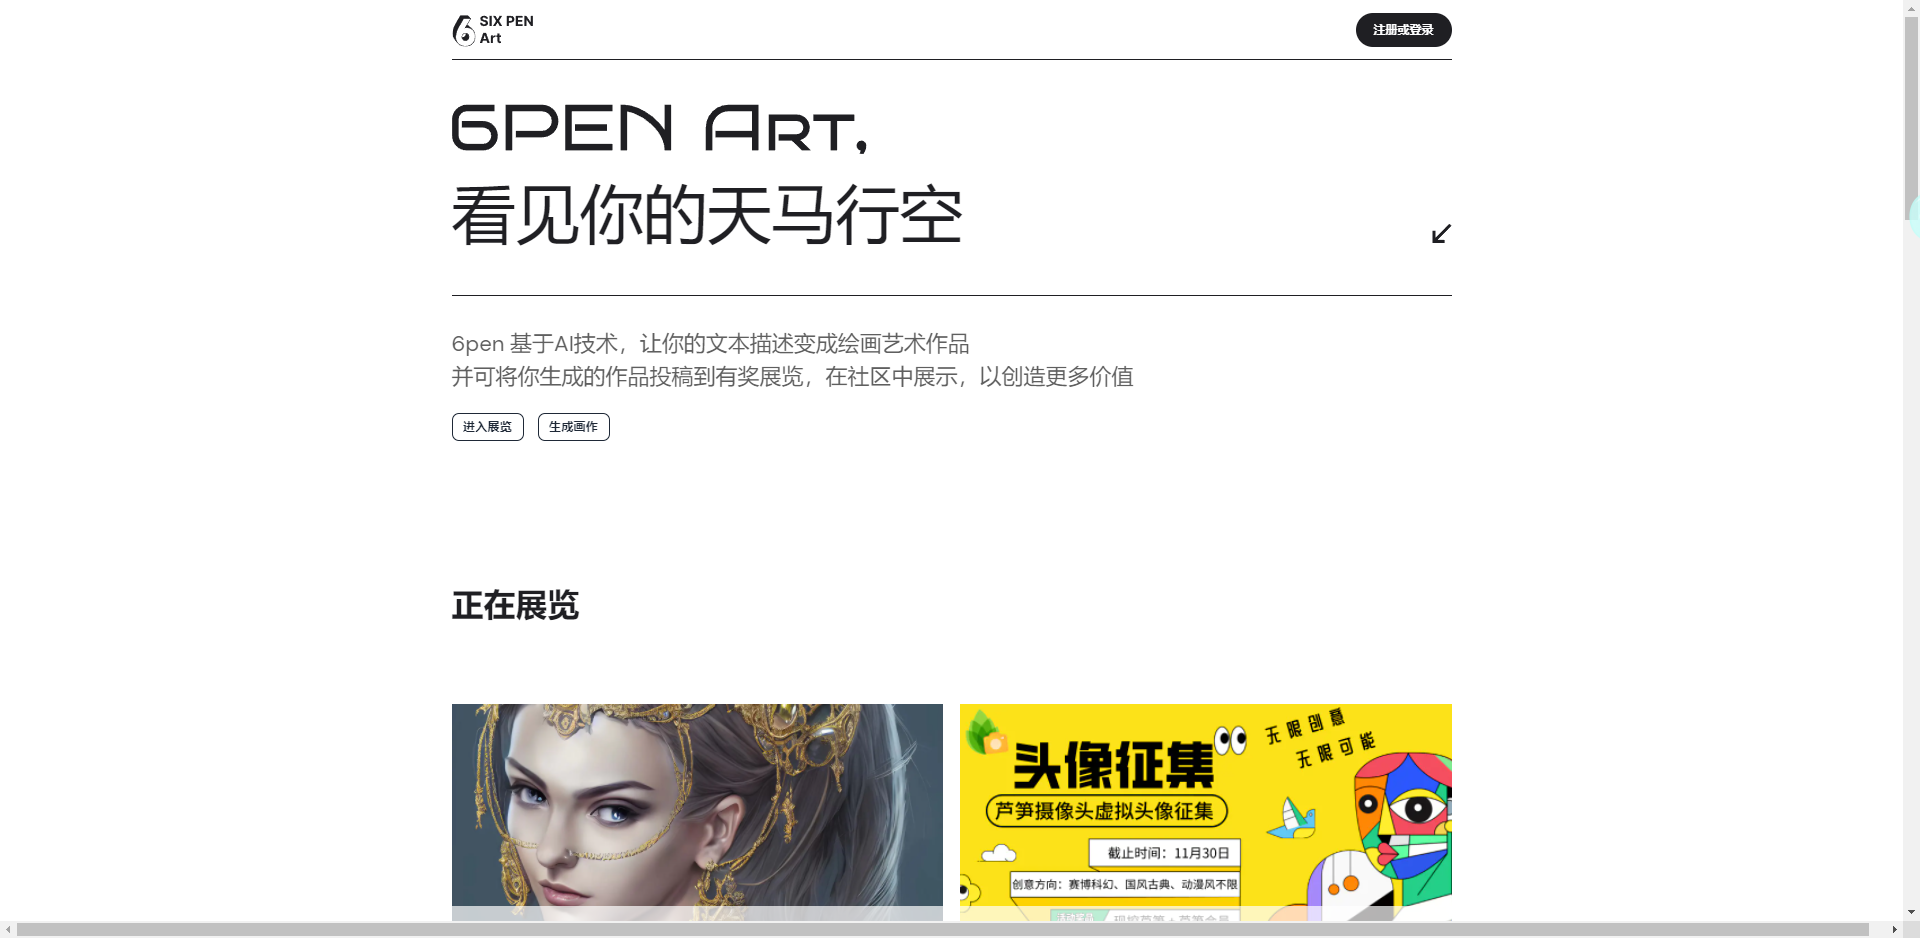 SIX PEN
Art
注册或登录
6PEN Art,
看见你的天马行空
6pen 基于AI技术，让你的文本描述变成绘画艺术作品
并可将你生成的作品投稿到有奖展览，在社区中展示，以创造更多价值
进入展览
生成画作
正在展览
无限创意
无限可能
头像征集
芦笋摄像头虚拟头像征集
截止时间：11月30日
创意方向：赛博科幻、国风古典、动漫风不限